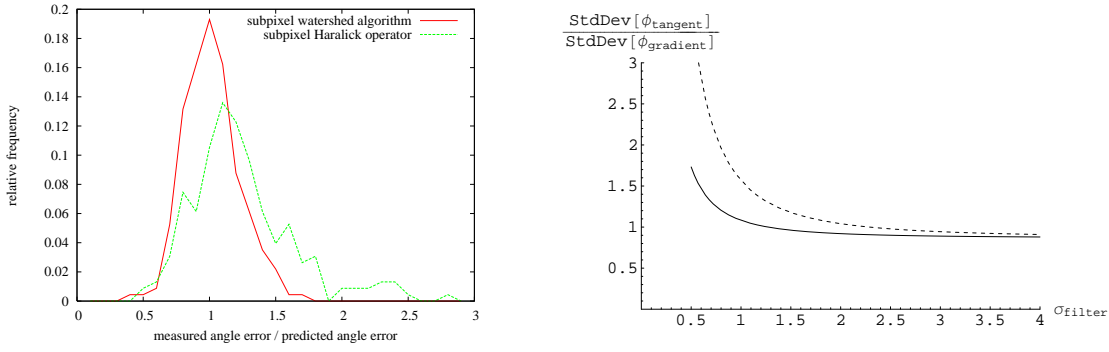 0.2
0.18
0.16
0.14
0.12
0.1
0.08
0.06
0.04
0.02
0
relative frequency
subpixel watershed algorithm
subpixel Haralick operator
0 0.5 1 1.5 2 2.5 3
measured angle error / predicted angle error
StdDev[ϕtangent]
StdDev[ϕgradient]
3
2.5
2
1.5
1
0.5
0.5 1 1.5 2 2.5 3 3.5 4
σfilter